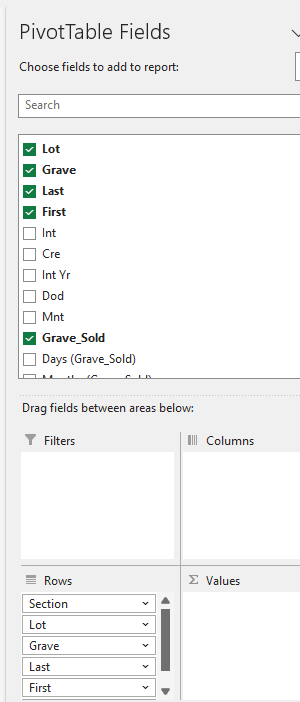 PivotTable Fields
Choose fields to add to report:
Search
Lot
Grave
Last
First
Int
Cre
Int Yr
Dod
Mnt
Grave_Sold
Days (Grave_Sold)
Months (Grave_Sold)
Drag fields between areas below:
Filters
Columns
Rows
Values
Section
Lot
Grave
Last
First